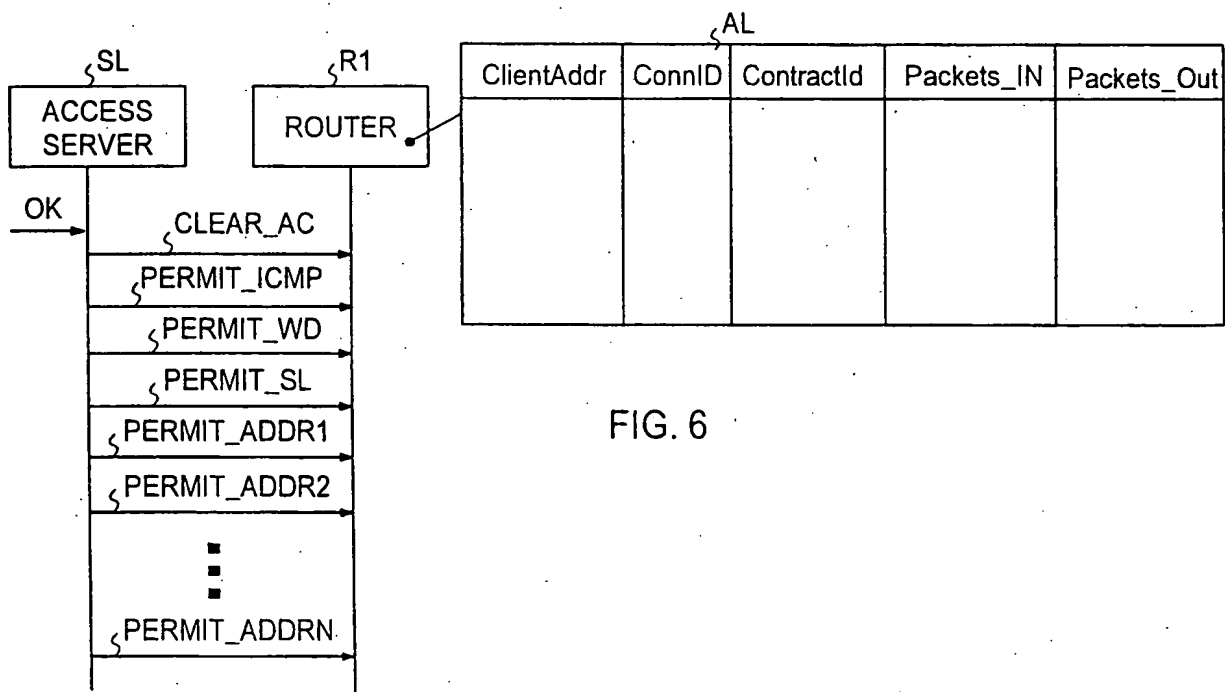 AL
SL
R1
ClientAddr
ConnID
ContractId
Packets_IN
Packets_Out
ACCESS
SERVER
ROUTER
OK
CLEAR_AC
PERMIT_ICMP
PERMIT_WD
PERMIT_SL
PERMIT_ADDR1
PERMIT_ADDR2
PERMIT_ADDRN
FIG. 6